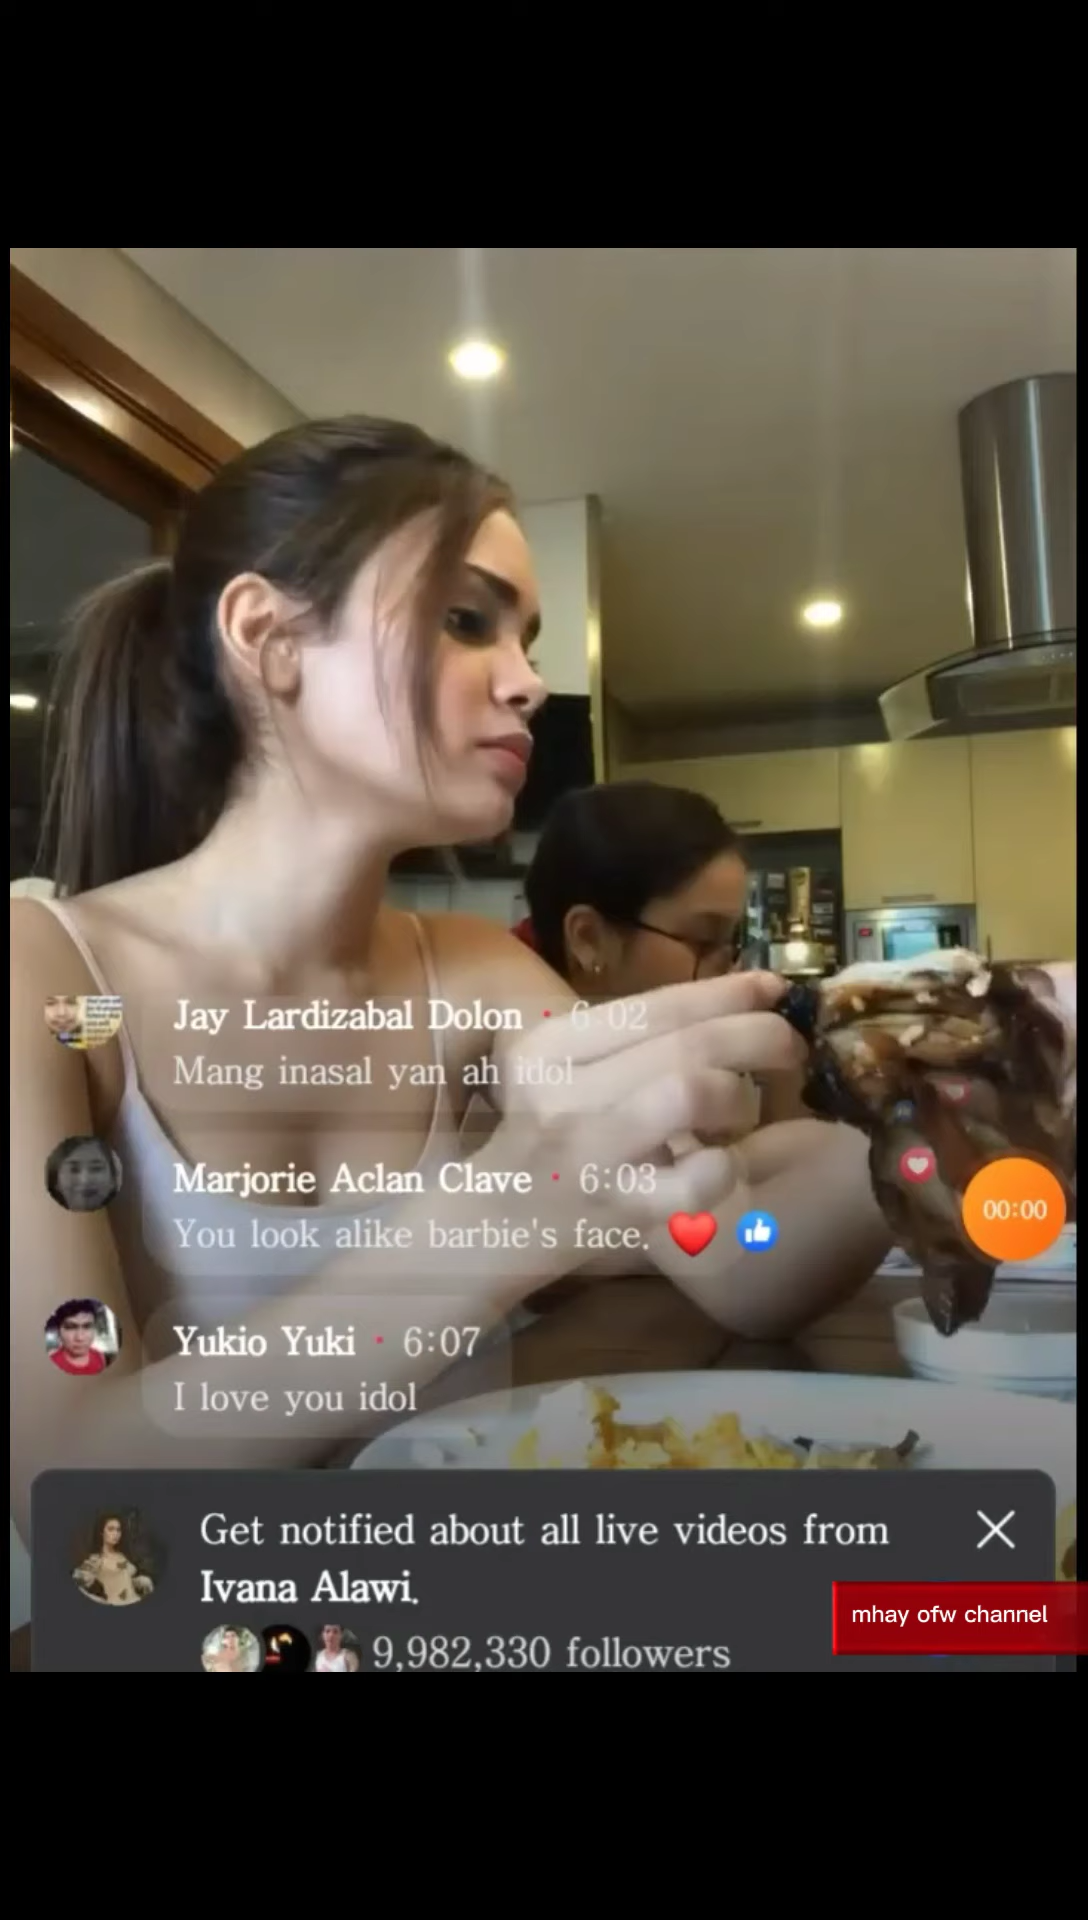 Jay Lardizabal Dolon • 6:02
Mang inasal yan ah idol
Marjorie Aclan Clave • 6:03
You look alike barbie's face. ❤️ 👍
00:00
Yukio Yuki • 6:07
I love you idol
Get notified about all live videos from
Ivana Alawi.
mhay ofw channel
9,982,330 followers